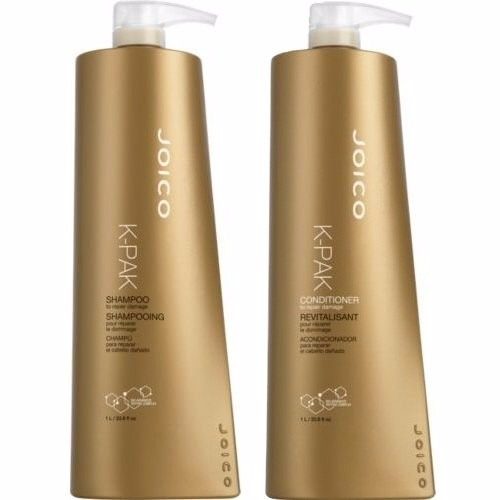 JOICO
K-PAK
SHAMPOO
to repair damage
SHAMPOOING
pour réparer
le dommage
CHAMPÚ
para reparar
el cabello dañado
1 L / 33.8 fl oz
JOICO
JOICO
K-PAK
CONDITIONER
to repair damage
REVITALISANT
pour réparer
le dommage
ACONDICIONADOR
para reparar
el cabello dañado
1 L / 33.8 fl oz
JOICO